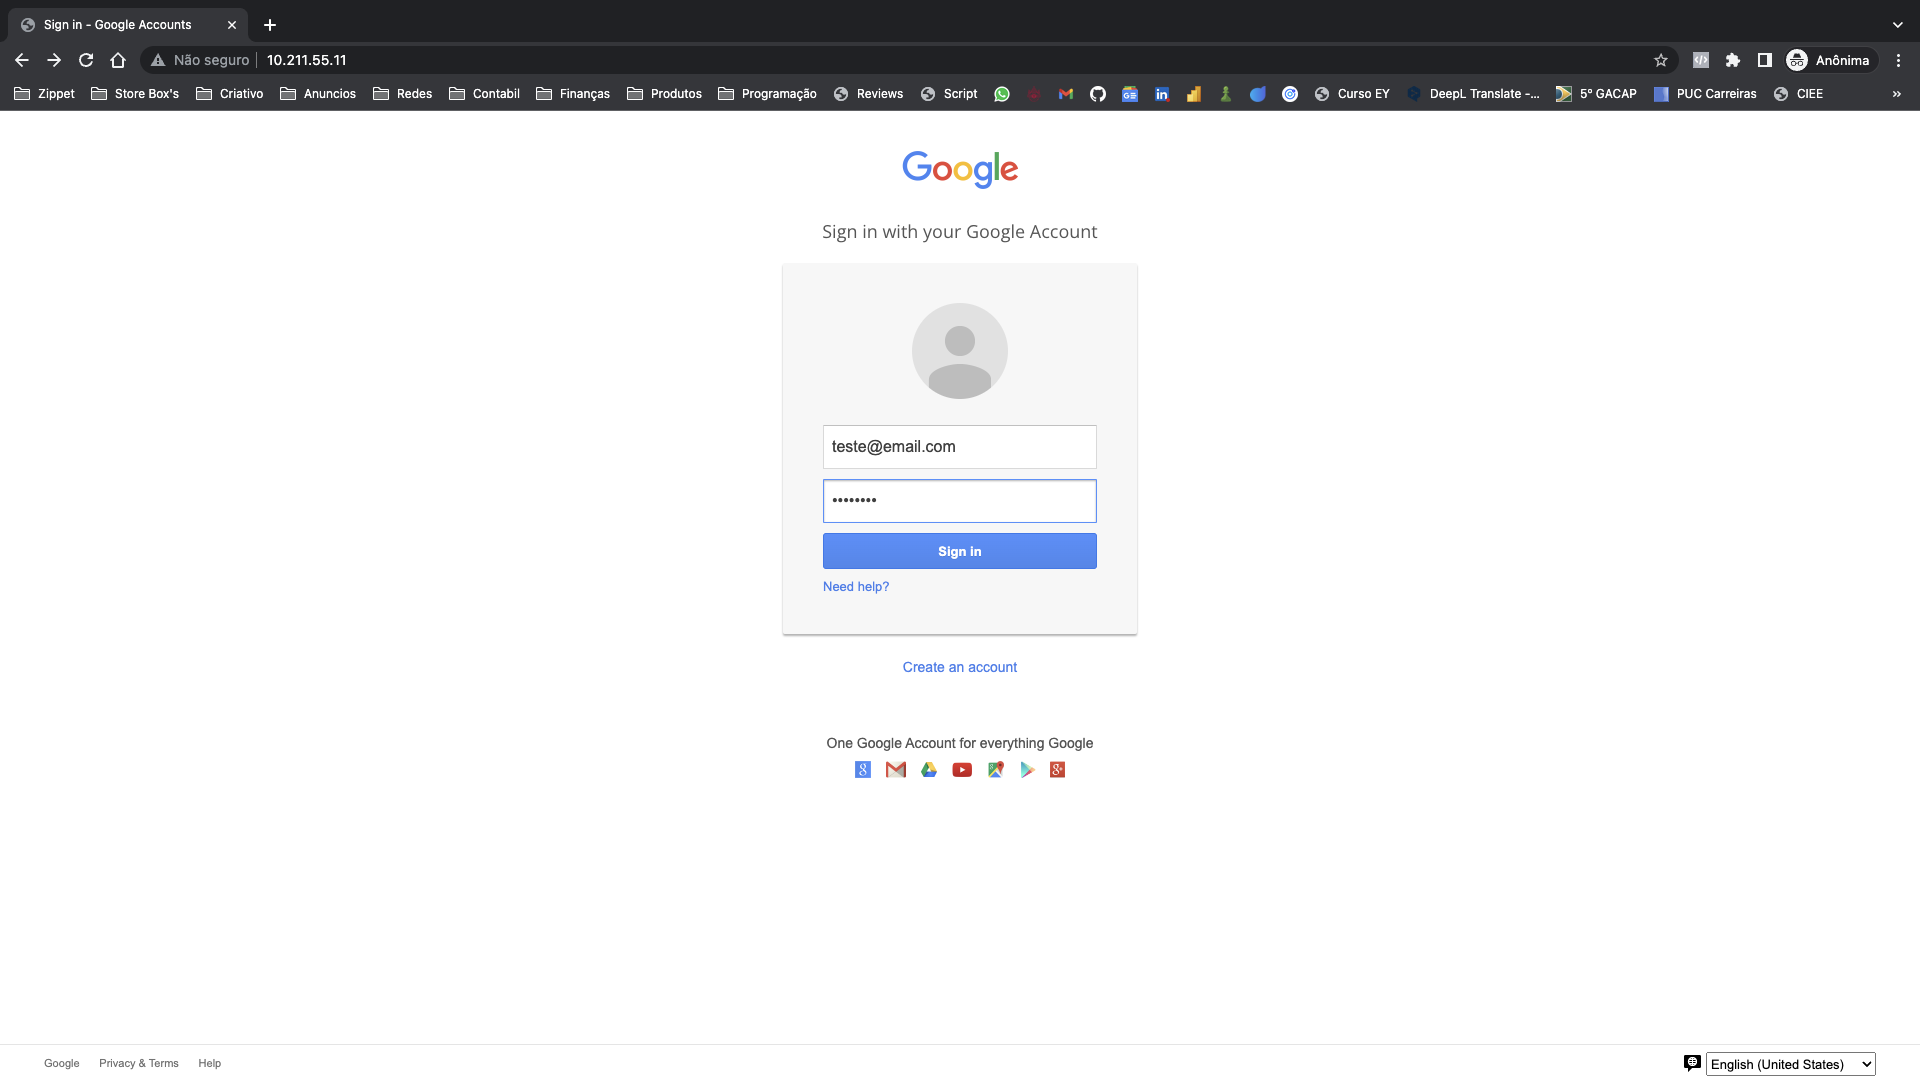 Sign in - Google Accounts
Não seguro 10.211.55.11 Anônima
Zippet Store Box's Criativo Anuncios Redes Contabil Finanças Produtos Programação Reviews Script Curso EY DeepL Translate -... 5º GACAP PUC Carreiras CIEE »
Google
Sign in with your Google Account
teste@email.com
••••••••
Sign in
Need help?
Create an account
One Google Account for everything Google
Google Privacy & Terms Help English (United States)